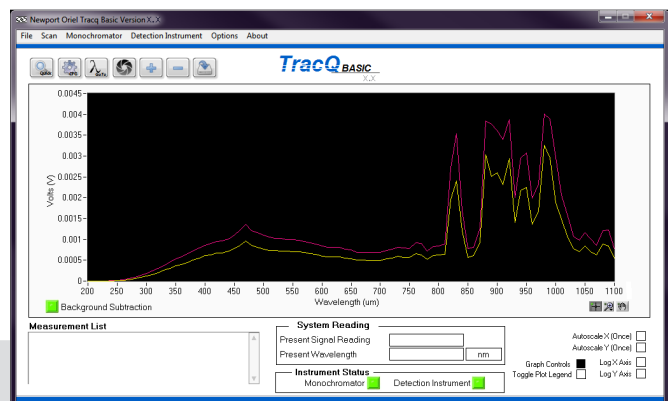 Newport Oriel Tracq Basic Version X.X
File Scan Monochromator Detection Instrument Options About
TracQ BASIC
X.X
0.0045
0.004
0.0035
0.003
0.0025
0.002
0.0015
0.001
0.0005
0
Volts (V)
200 250 300 350 400 450 500 550 600 650 700 750 800 850 900 950 1000 1050 1100
Wavelength (um)
Background Subtraction
Measurement List
System Reading
Present Signal Reading
Present Wavelength nm
Instrument Status
Monochromator Detection Instrument
Autoscale X (Once)
Autoscale Y (Once)
Graph Controls Log X Axis
Toggle Plot Legend Log Y Axis